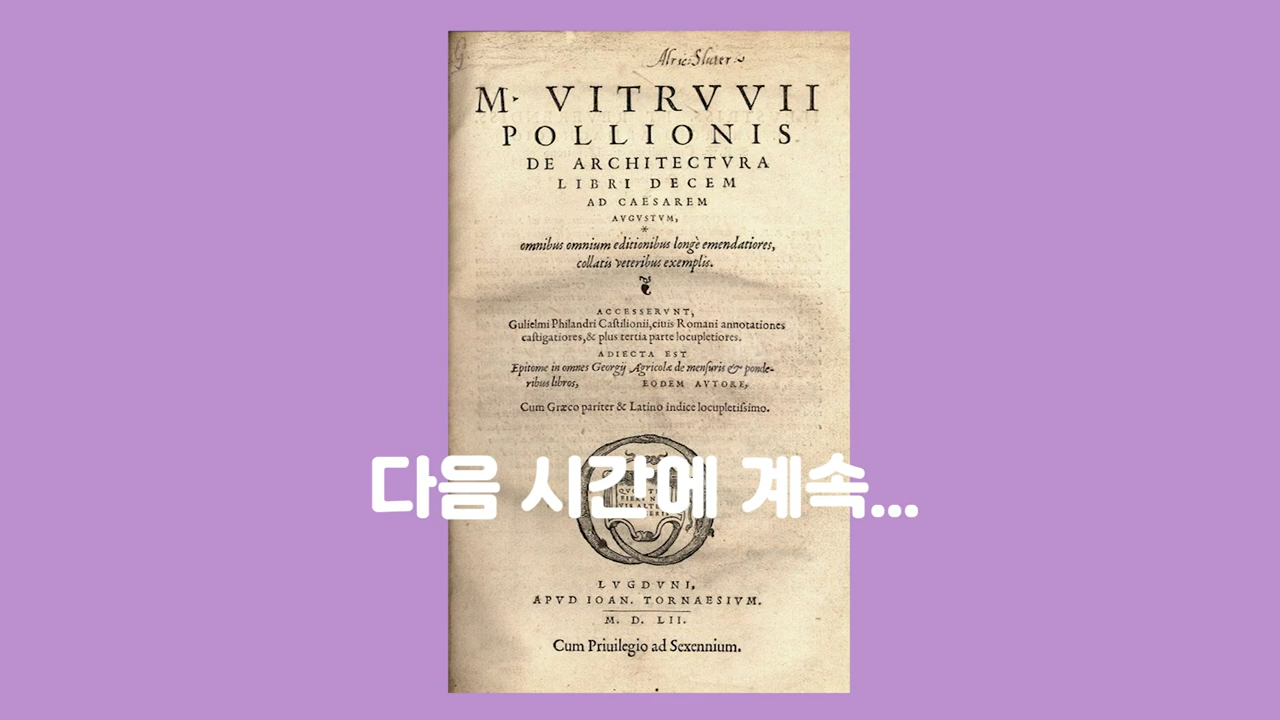 M. VITRVVII
POLLIONIS
DE ARCHITECTVRA
LIBRI DECEM
AD CAESAREM
AVGVSTVM,
*
omnibus omnium editionibus longè emendatiores,
collatis veteribus exemplis.
ACCESSERVNT,
Gulielmi Philandri Castilionii, ciuis Romani annotationes
castigatiores, & plus tertia parte locupletiores.
ADIECTA EST
Epitome in omnes Georgij Agricolæ de mensuris & ponde-
ribus libros, EODEM AVTORE,
Cum Græco pariter & Latino indice locupletissimo.
다음 시간에 계속...
LVGDVNI,
APVD IOAN. TORNAESIVM.
M. D. LII.
Cum Priuilegio ad Sexennium.